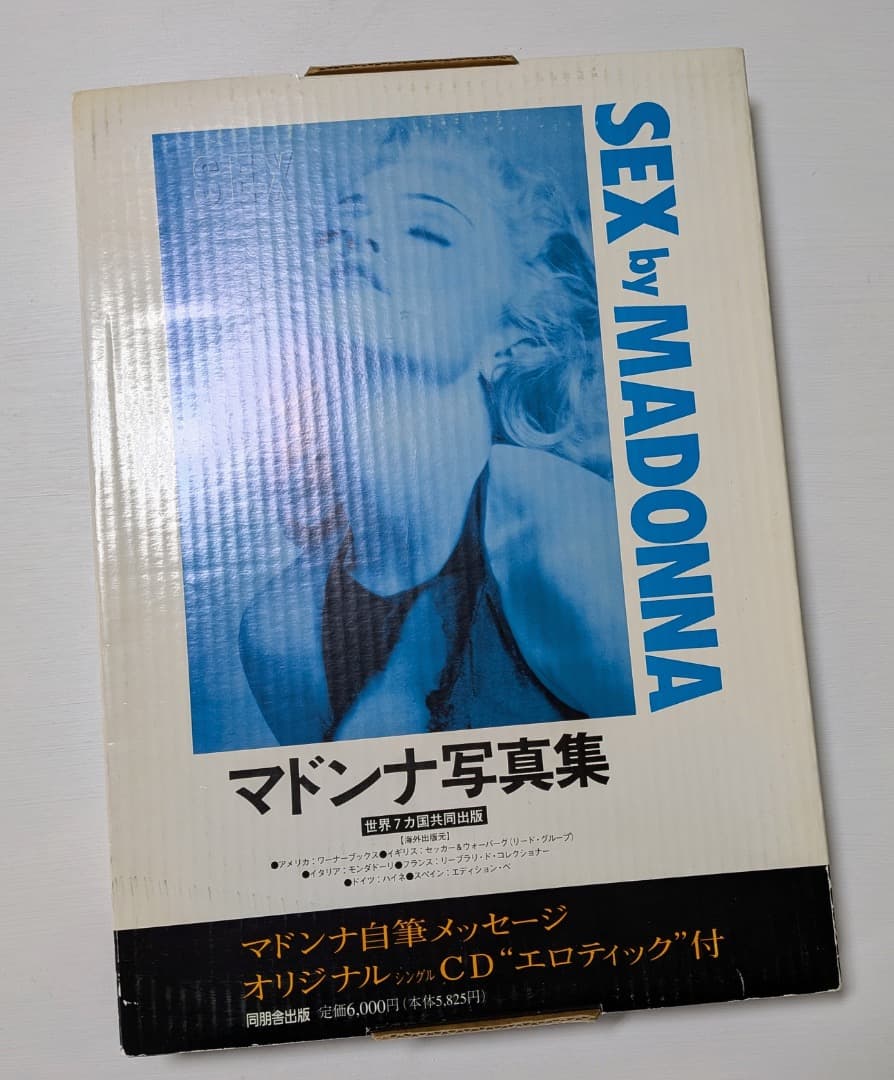 SEX
SEX by MADONNA
マドンナ写真集
世界7カ国共同出版
【海外出版元】
●アメリカ：ワーナーブックス●イギリス：セッカー＆ウォーバーグ（リード・グループ）
●イタリア：モンダドーリ●フランス：リーブラリ・ド・コレクショナー
●ドイツ：ハイネ●スペイン：エディション・ベ
マドンナ自筆メッセージ
オリジナルシングルCD“エロティック”付
同朋舎出版 定価6,000円（本体5,825円）